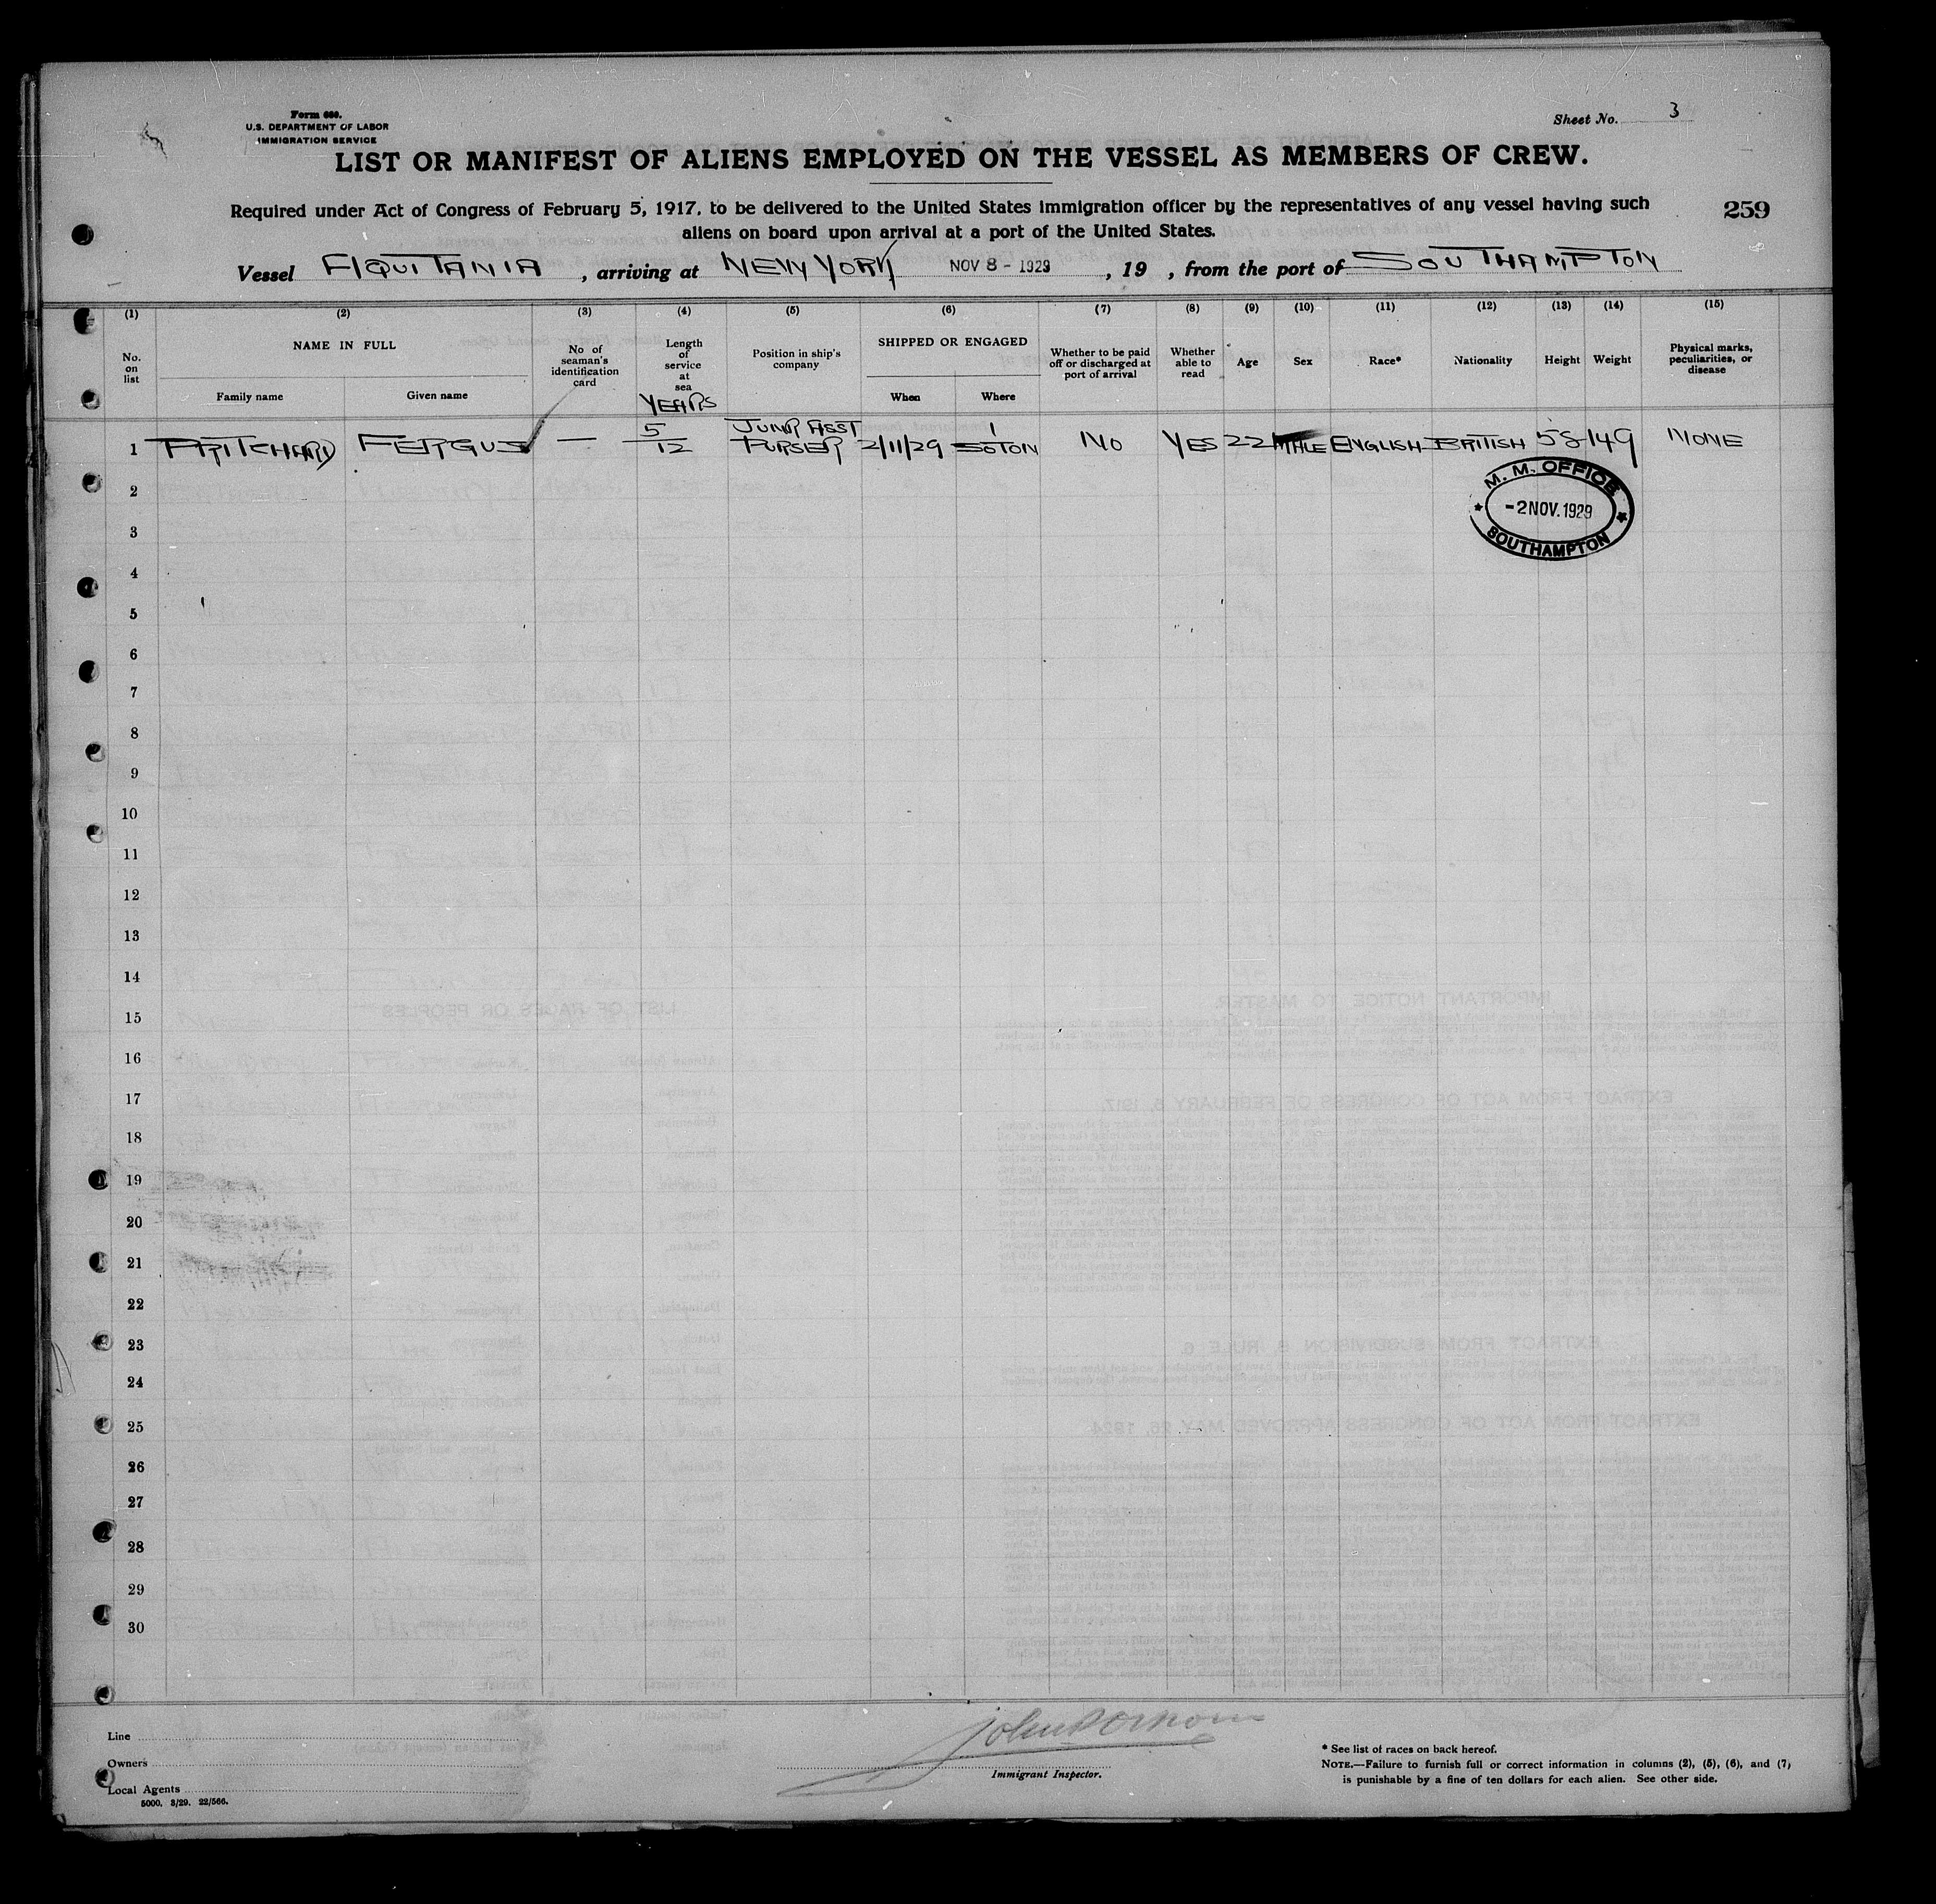 Form 680.
U.S. DEPARTMENT OF LABOR
IMMIGRATION SERVICE
Sheet No. 3
LIST OR MANIFEST OF ALIENS EMPLOYED ON THE VESSEL AS MEMBERS OF CREW.
Required under Act of Congress of February 5, 1917, to be delivered to the United States immigration officer by the representatives of any vessel having such
aliens on board upon arrival at a port of the United States.
259
Vessel AQUITANIA, arriving at NEW YORK NOV 8 - 1929, 19 , from the port of SOUTHAMPTON
(1) (2) (3) (4) (5) (6) (7) (8) (9) (10) (11) (12) (13) (14) (15)
No. on list
NAME IN FULL
Family name
Given name
No of seaman's identification card
Length of service at sea
YEARS
Position in ship's company
SHIPPED OR ENGAGED
When
Where
Whether to be paid off or discharged at port of arrival
Whether able to read
Age
Sex
Race*
Nationality
Height
Weight
Physical marks, peculiarities, or disease
1 PRITCHARD FERGUS — 5/12 JUNR ASST PURSER 2/11/29 SOTON NO YES 22 MALE ENGLISH BRITISH 58 149 NONE
M. M. OFFICE
-2 NOV. 1929
SOUTHAMPTON
2
3
4
5
6
7
8
9
10
11
12
13
14
15
16
17
18
19
20
21
22
23
24
25
26
27
28
29
30
Line
Owners
Local Agents
5000. 3/29. 22/566.
Immigrant Inspector.
* See list of races on back hereof.
NOTE.—Failure to furnish full or correct information in columns (2), (5), (6), and (7)
is punishable by a fine of ten dollars for each alien. See other side.